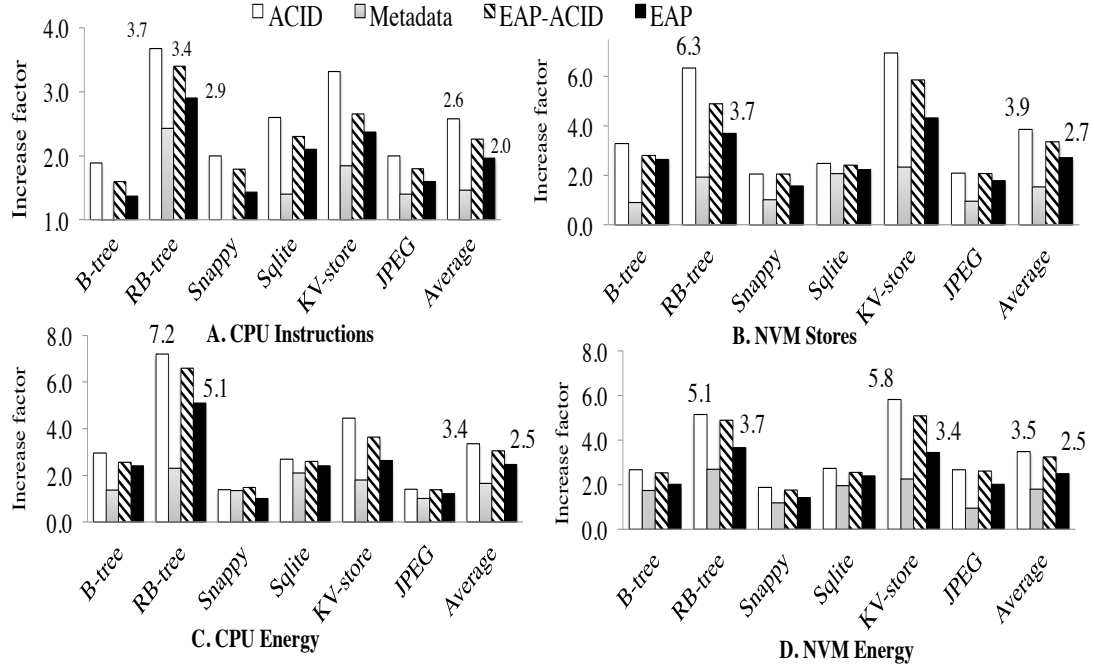 ACID Metadata EAP-ACID EAP
Increase factor
4.0
3.0
2.0
1.0
3.7
3.4
2.9
2.6
2.0
B-tree
RB-tree
Snappy
Sqlite
KV-store
JPEG
Average
A. CPU Instructions
Increase factor
6.0
4.0
2.0
0.0
6.3
3.7
3.9
2.7
B-tree
RB-tree
Snappy
Sqlite
KV-store
JPEG
Average
B. NVM Stores
Increase factor
8.0
6.0
4.0
2.0
0.0
7.2
5.1
3.4
2.5
B-tree
RB-tree
Snappy
Sqlite
KV-store
JPEG
Average
C. CPU Energy
Increase factor
8.0
6.0
4.0
2.0
0.0
5.1
3.7
5.8
3.4
3.5
2.5
B-tree
RB-tree
Snappy
Sqlite
KV-store
JPEG
Average
D. NVM Energy